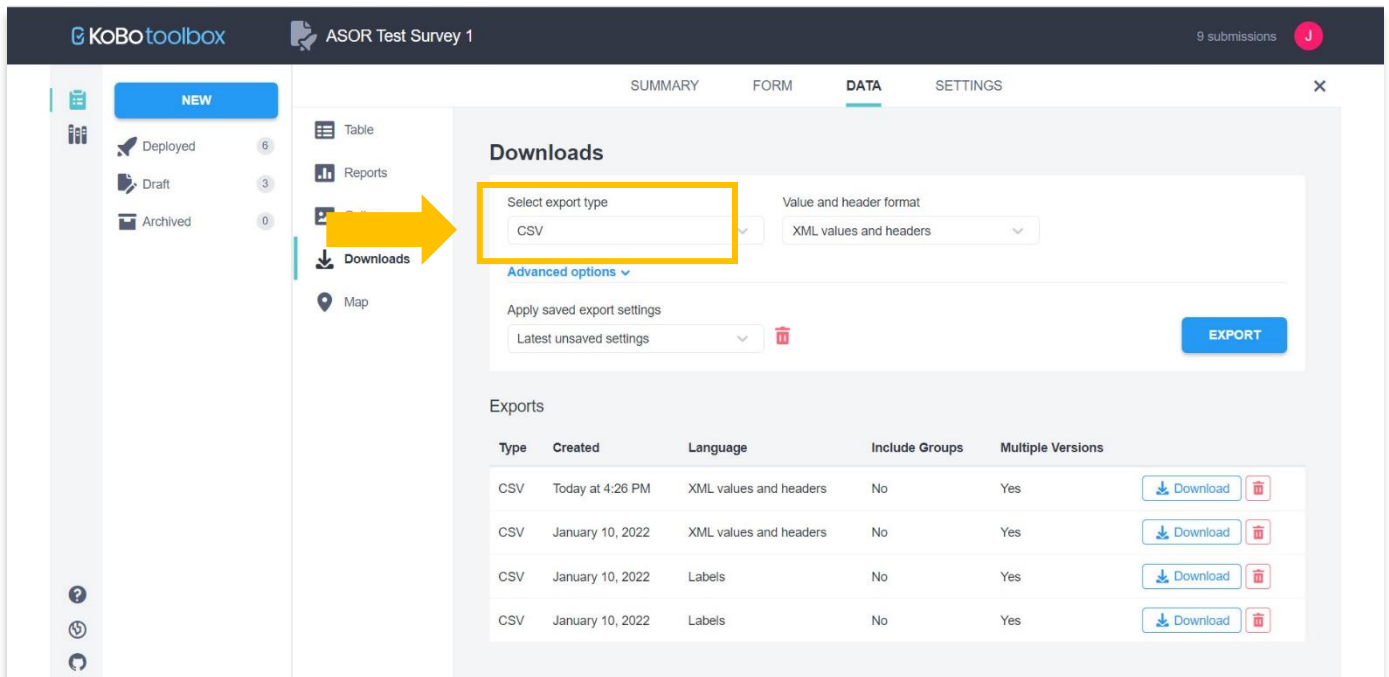 KoBotoolbox
ASOR Test Survey 1
9 submissions
J
SUMMARY FORM DATA SETTINGS
NEW
Deployed 6
Draft 3
Archived 0
Table
Reports
Downloads
Map
Downloads
Select export type
CSV
Value and header format
XML values and headers
Advanced options
Apply saved export settings
Latest unsaved settings
EXPORT
Exports
Type Created Language Include Groups Multiple Versions
CSV Today at 4:26 PM XML values and headers No Yes Download
CSV January 10, 2022 XML values and headers No Yes Download
CSV January 10, 2022 Labels No Yes Download
CSV January 10, 2022 Labels No Yes Download